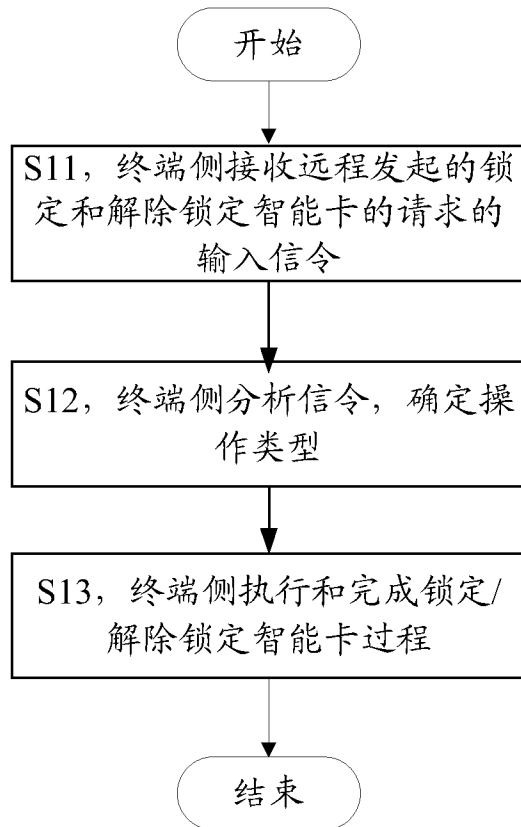 开始
S11，终端侧接收远程发起的锁
定和解除锁定智能卡的请求的
输入信令
S12，终端侧分析信令，确定操
作类型
S13，终端侧执行和完成锁定/
解除锁定智能卡过程
结束